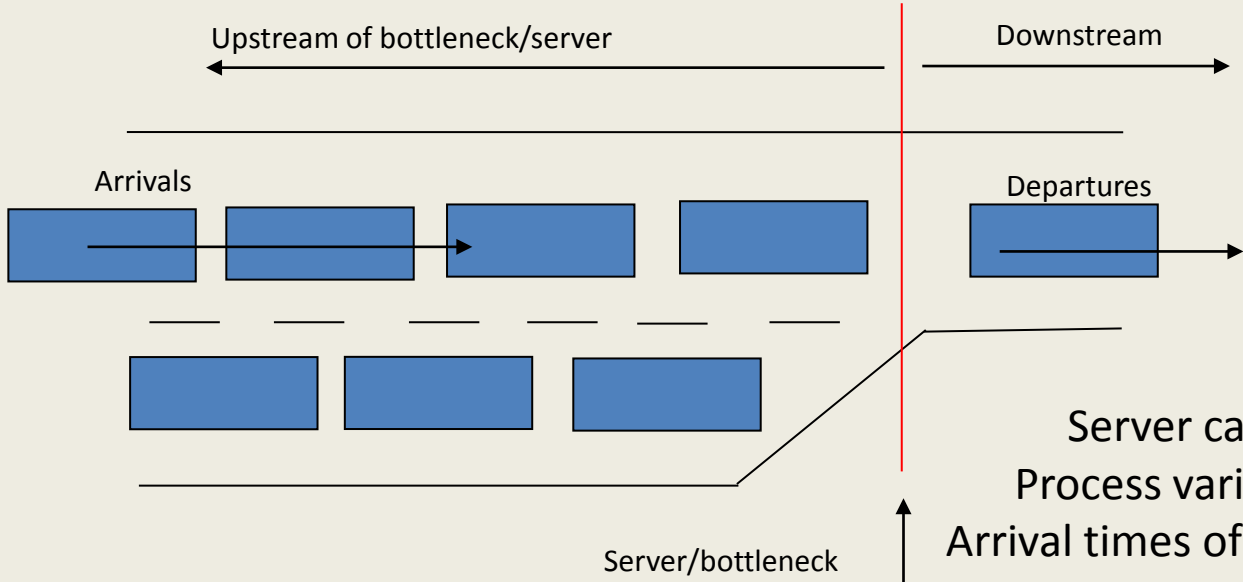 Upstream of bottleneck/server
Downstream
Arrivals
Departures
Server
Process
Arrival times of
Server/bottleneck